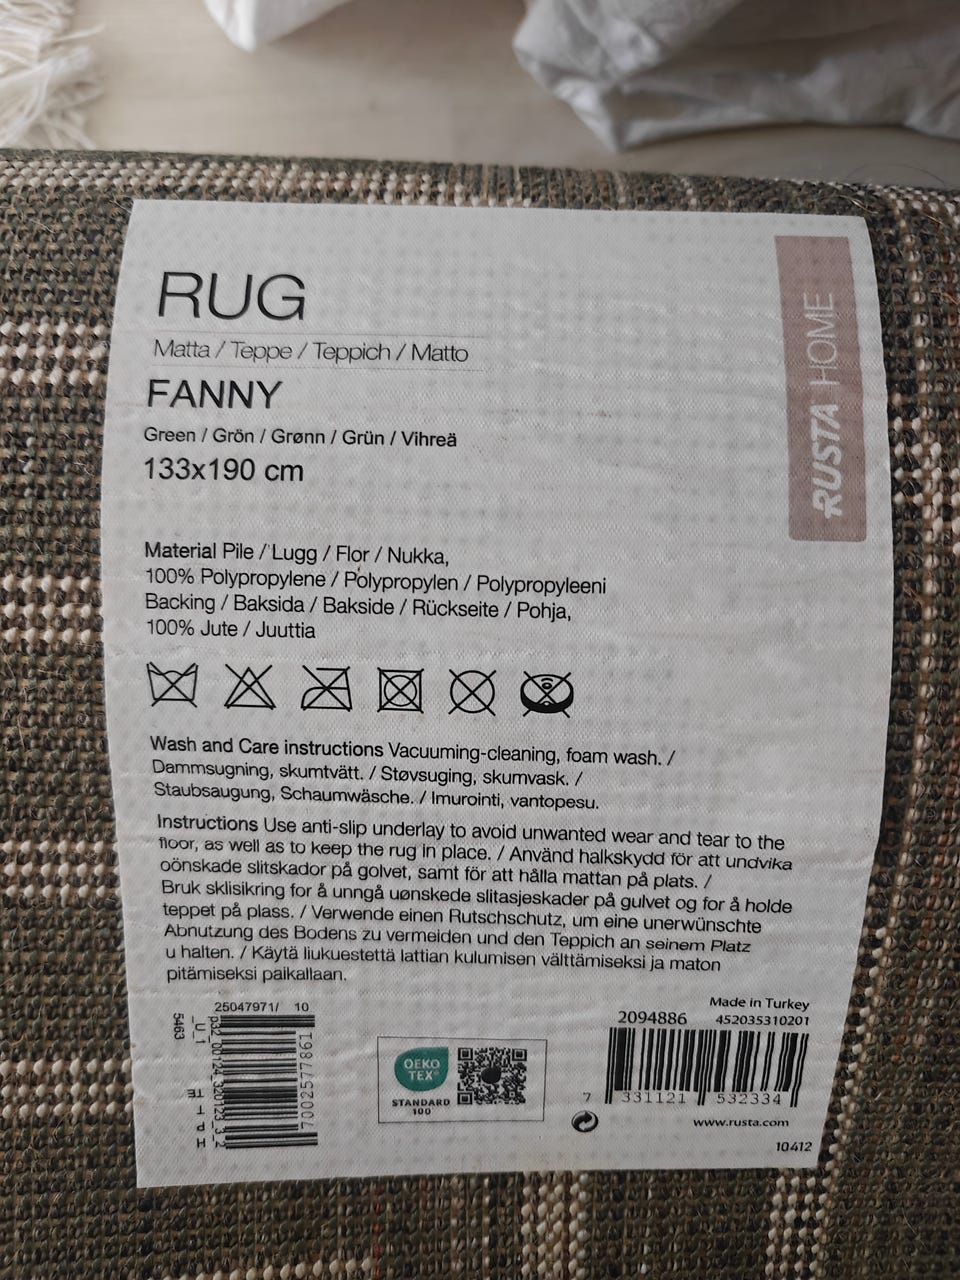 RUG
Matta / Teppe / Teppich / Matto
FANNY
Green / Grön / Grønn / Grün / Vihreä
133x190 cm
RUSTA HOME
Material Pile / Lugg / Flor / Nukka,
100% Polypropylene / Polypropylen / Polypropyleeni
Backing / Baksida / Bakside / Rückseite / Pohja,
100% Jute / Juuttia
Wash and Care instructions Vacuuming-cleaning, foam wash. /
Dammsugning, skumtvätt. / Støvsuging, skumvask. /
Staubsaugung, Schaumwäsche. / Imurointi, vantopesu.
Instructions Use anti-slip underlay to avoid unwanted wear and tear to the
floor, as well as to keep the rug in place. / Använd halkskydd för att undvika
oönskade slitskador på golvet, samt för att hålla mattan på plats. /
Bruk sklisikring for å unngå uønskede slitasjeskader på gulvet og for å holde
teppet på plass. / Verwende einen Rutschschutz, um eine unerwünschte
Abnutzung des Bodens zu vermeiden und den Teppich an seinem Platz
u halten. / Käytä liukuestettä lattian kulumisen välttämiseksi ja maton
pitämiseksi paikallaan.
25047971/ 10
5463
7002577861
OEKO
TEX®
STANDARD
100
Made in Turkey
2094886 452035310201
7 331121 532334
www.rusta.com
10412